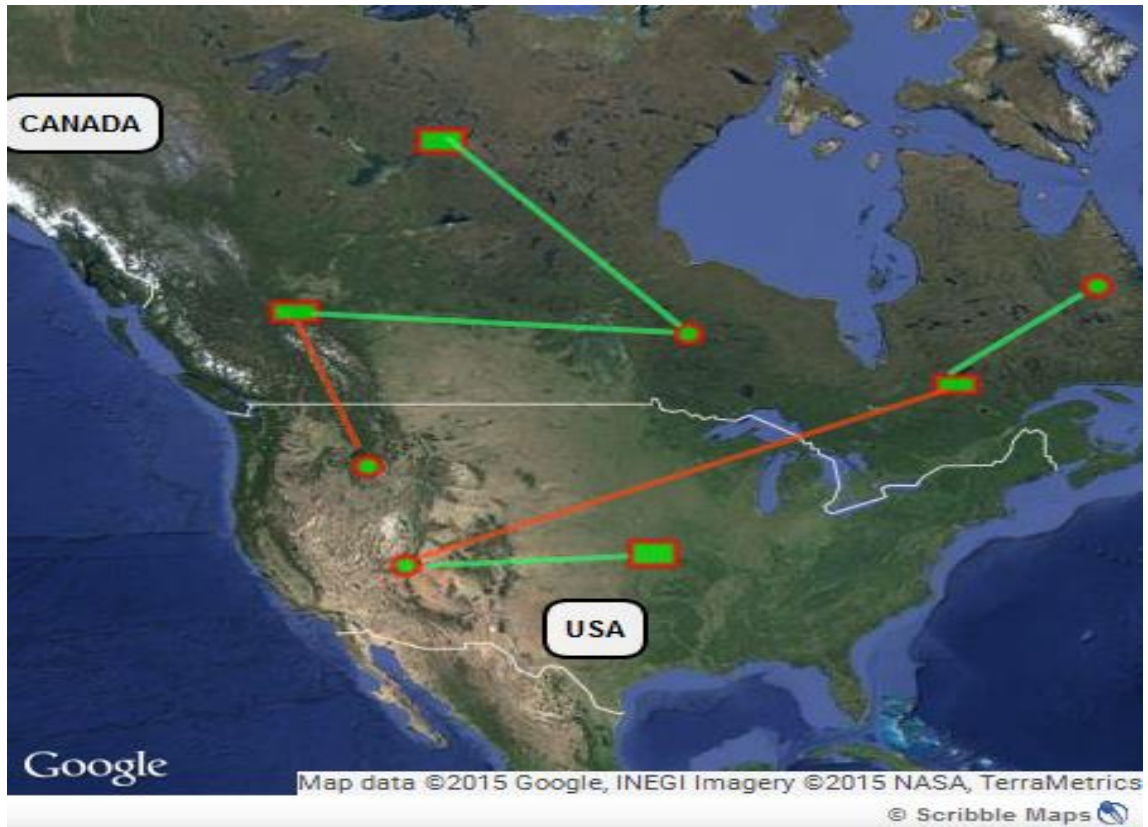 CANADA
USA
Google
Map data ©2015 Google, INEGI Imagery ©2015 NASA, TerraMetrics
© Scribble Maps